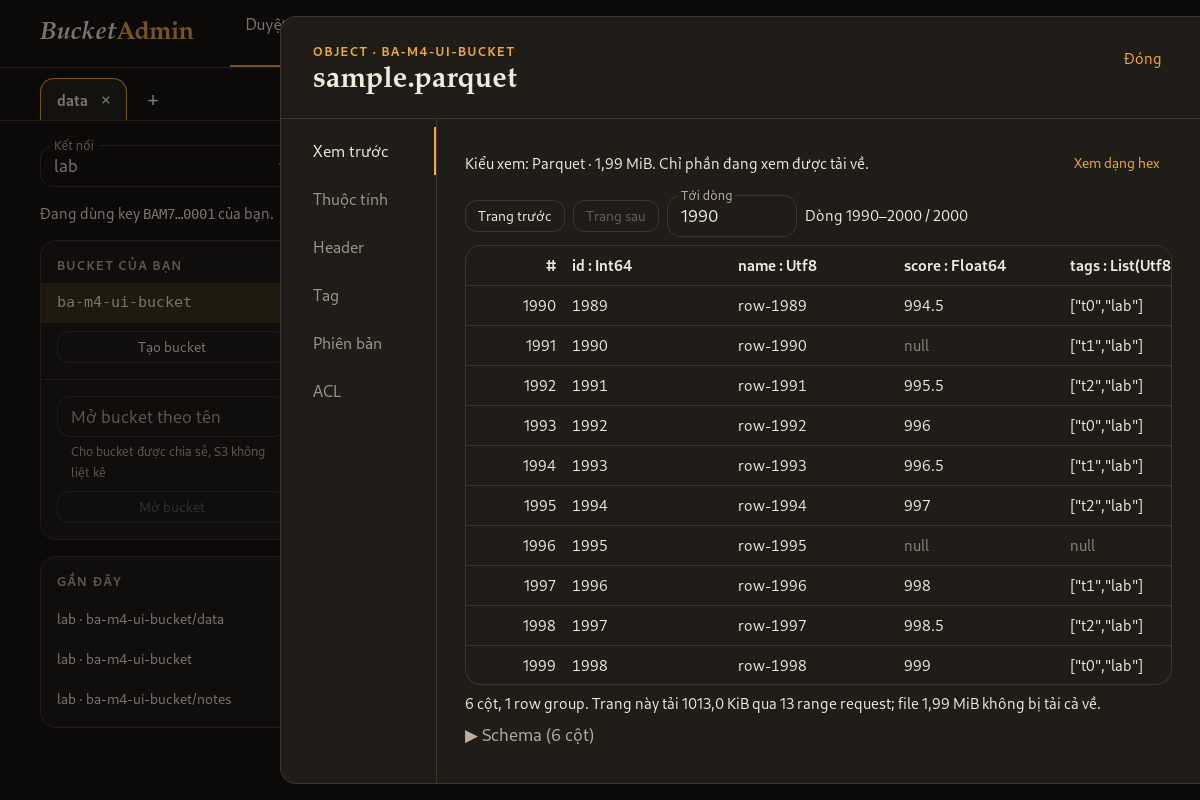 BucketAdmin
Duyệ
data × +
Kết nối
lab
Đang dùng key BAM7…0001 của bạn.
BUCKET CỦA BẠN
ba-m4-ui-bucket
Tạo bucket
Mở bucket theo tên
Cho bucket được chia sẻ, S3 không
liệt kê
Mở bucket
GẦN ĐÂY
lab · ba-m4-ui-bucket/data
lab · ba-m4-ui-bucket
lab · ba-m4-ui-bucket/notes
OBJECT · BA-M4-UI-BUCKET
sample.parquet
Đóng
Xem trước
Thuộc tính
Header
Tag
Phiên bản
ACL
Kiểu xem: Parquet · 1,99 MiB. Chỉ phần đang xem được tải về.
Xem dạng hex
Trang trước
Trang sau
Tới dòng
1990
Dòng 1990–2000 / 2000
# id : Int64 name : Utf8 score : Float64 tags : List(Utf8
1990 1989 row-1989 994.5 ["t0","lab"]
1991 1990 row-1990 null ["t1","lab"]
1992 1991 row-1991 995.5 ["t2","lab"]
1993 1992 row-1992 996 ["t0","lab"]
1994 1993 row-1993 996.5 ["t1","lab"]
1995 1994 row-1994 997 ["t2","lab"]
1996 1995 row-1995 null null
1997 1996 row-1996 998 ["t1","lab"]
1998 1997 row-1997 998.5 ["t2","lab"]
1999 1998 row-1998 999 ["t0","lab"]
6 cột, 1 row group. Trang này tải 1013,0 KiB qua 13 range request; file 1,99 MiB không bị tải cả về.
▶ Schema (6 cột)